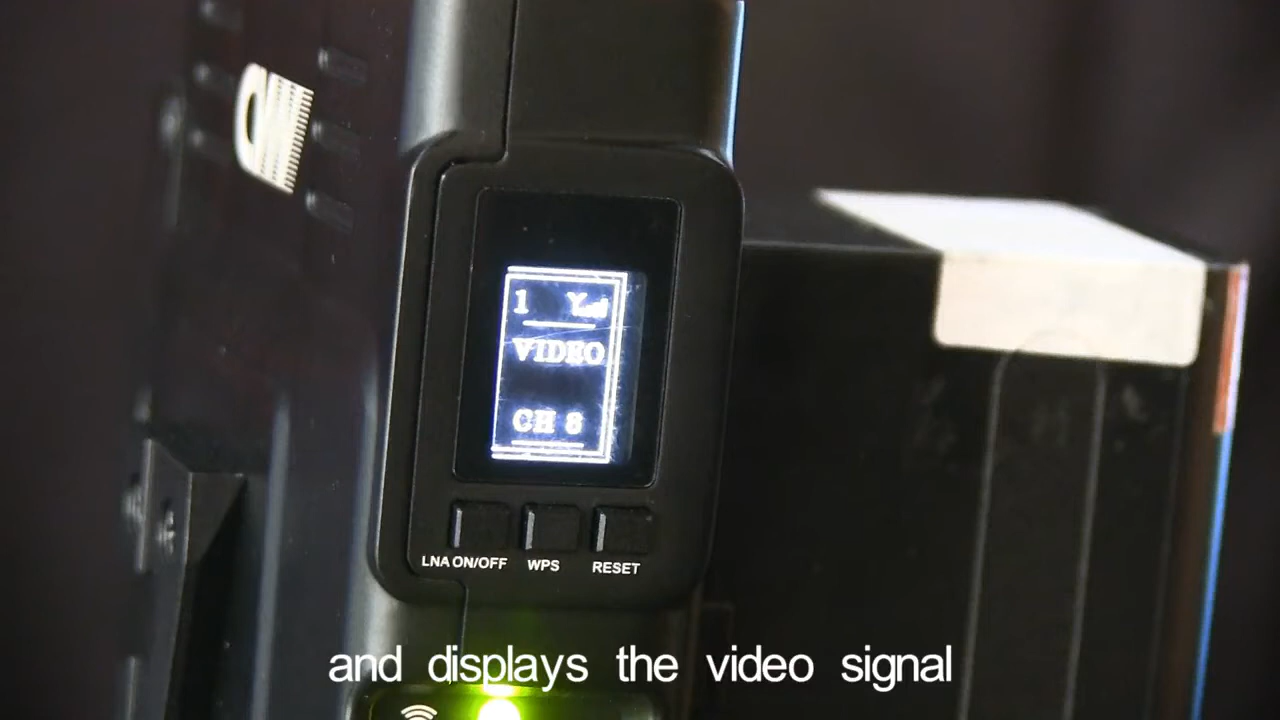 1
VIDEO
CH 8
LNA ON/OFF WPS RESET
and displays the video signal